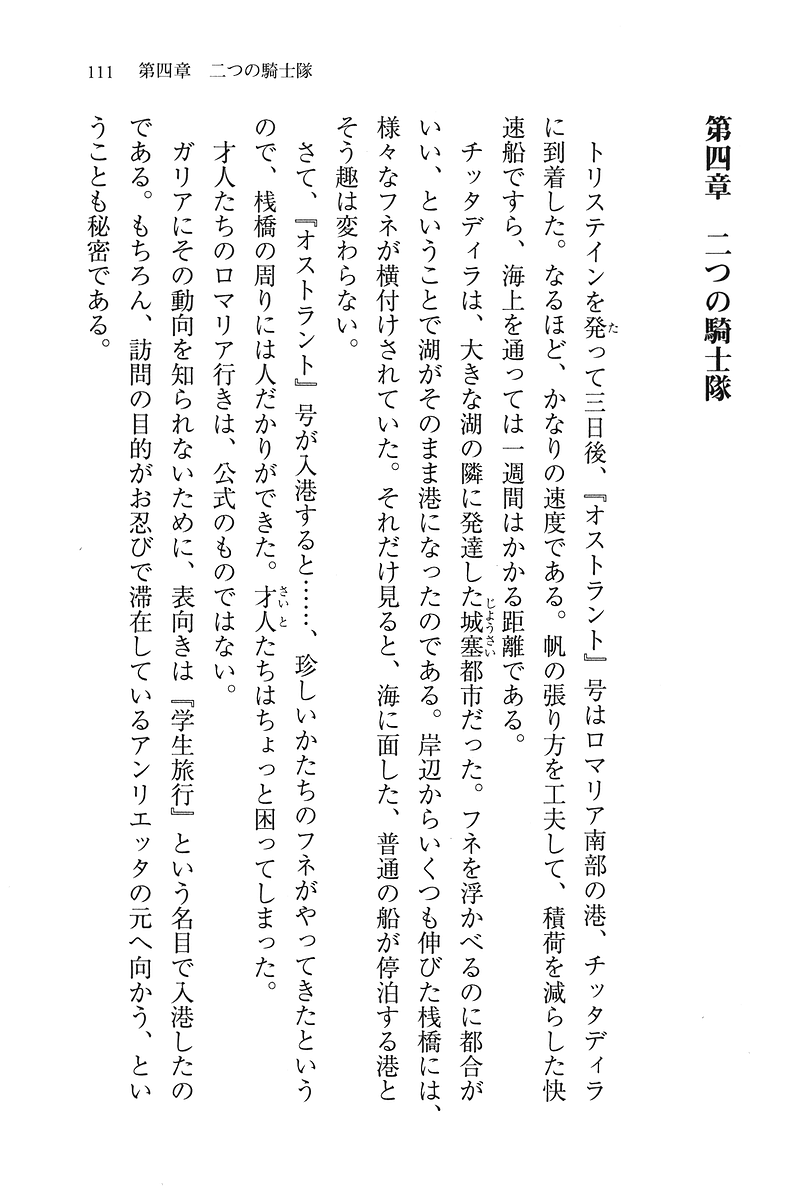 111　第四章　二つの騎士隊
第四章　二つの騎士隊
トリステインを発って三日後、『オストラント』号はロマリア南部の港、チッタディラ
に到着した。なるほど、かなりの速度である。帆の張り方を工夫して、積荷を減らした快
速船ですら、海上を通っては一週間はかかる距離である。
チッタディラは、大きな湖の隣に発達した城塞都市だった。フネを浮かべるのに都合が
いい、ということで湖がそのまま港になったのである。岸辺からいくつも伸びた桟橋には、
様々なフネが横付けされていた。それだけ見ると、海に面した、普通の船が停泊する港と
そう趣は変わらない。
さて、『オストラント』号が入港すると……、珍しいかたちのフネがやってきたという
ので、桟橋の周りには人だかりができた。才人たちはちょっと困ってしまった。
才人たちのロマリア行きは、公式のものではない。
ガリアにその動向を知られないために、表向きは『学生旅行』という名目で入港したの
である。もちろん、訪問の目的がお忍びで滞在しているアンリエッタの元へ向かう、とい
うことも秘密である。
た
じようさい
さいと